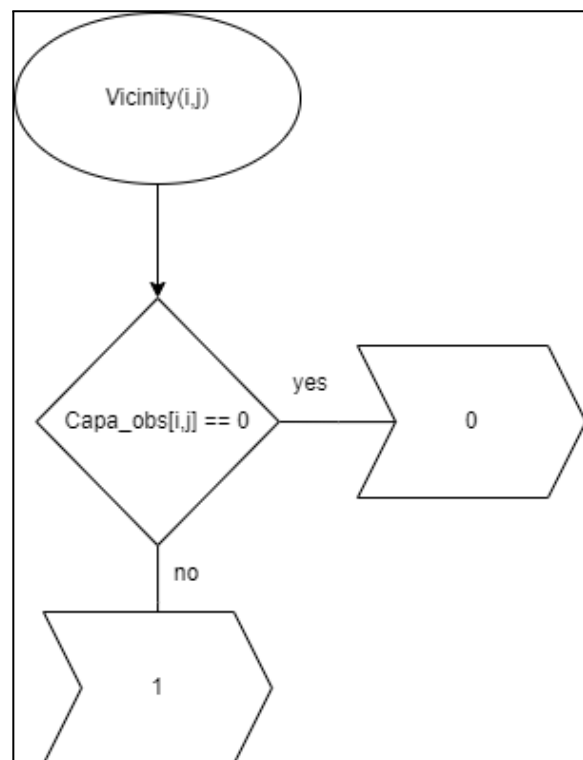 Vicinity(i,j)
Capa_obs[i,j] == 0
yes
0
no
1